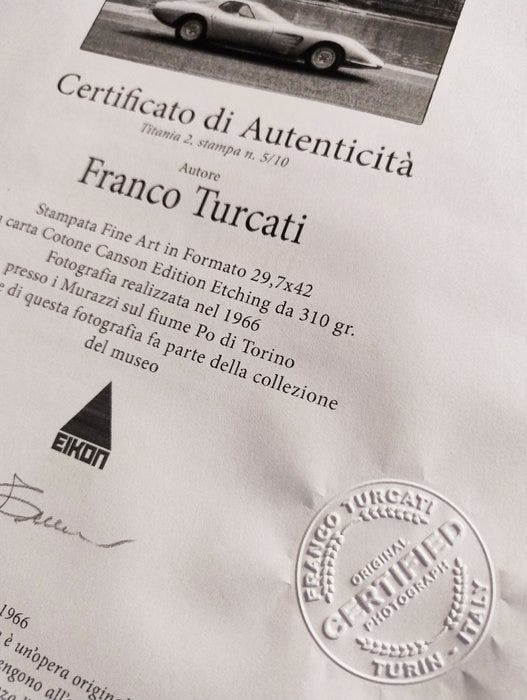 Certificato di Autenticità
Titania 2, stampa n. 5/10
Autore
Franco Turcati
Stampata Fine Art in Formato 29,7x42
carta Cotone Canson Edition Etching da 310 gr.
Fotografia realizzata nel 1966
presso i Murazzi sul fiume Po di Torino
di questa fotografia fa parte della collezione
del museo
EIKON
FRANCO TURCATI
ORIGINAL
CERTIFIED
PHOTOGRAPH
TURIN - ITALY
1966
è un'opera